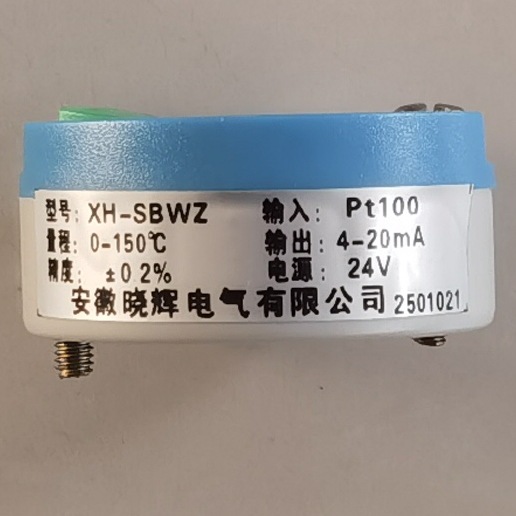 型号: XH-SBWZ 输入: Pt100
量程: 0-150℃ 输出: 4-20mA
精度: ±0.2% 电源: 24V
安徽晓辉电气有限公司 2501021